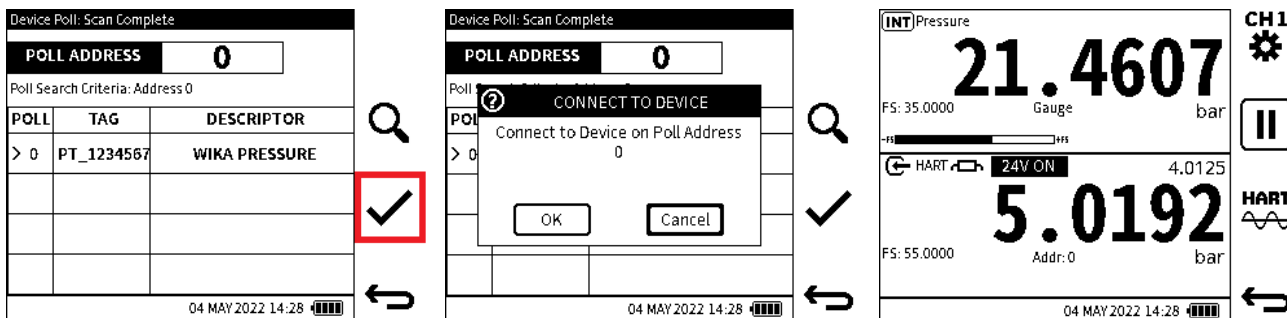 Device Poll: Scan Complete
POLL ADDRESS 0
Poll Search Criteria: Address 0
POLL TAG DESCRIPTOR
> 0 PT_1234567 WIKA PRESSURE
04 MAY 2022 14:28
Device Poll: Scan Complete
POLL ADDRESS 0
CONNECT TO DEVICE
Connect to Device on Poll Address
0
OK Cancel
04 MAY 2022 14:28
INT Pressure
21.4607
FS: 35.0000 Gauge bar
-FS +FS
HART 24V ON 4.0125
5.0192
FS: 55.0000 Addr: 0 bar
04 MAY 2022 14:28
CH1
HART